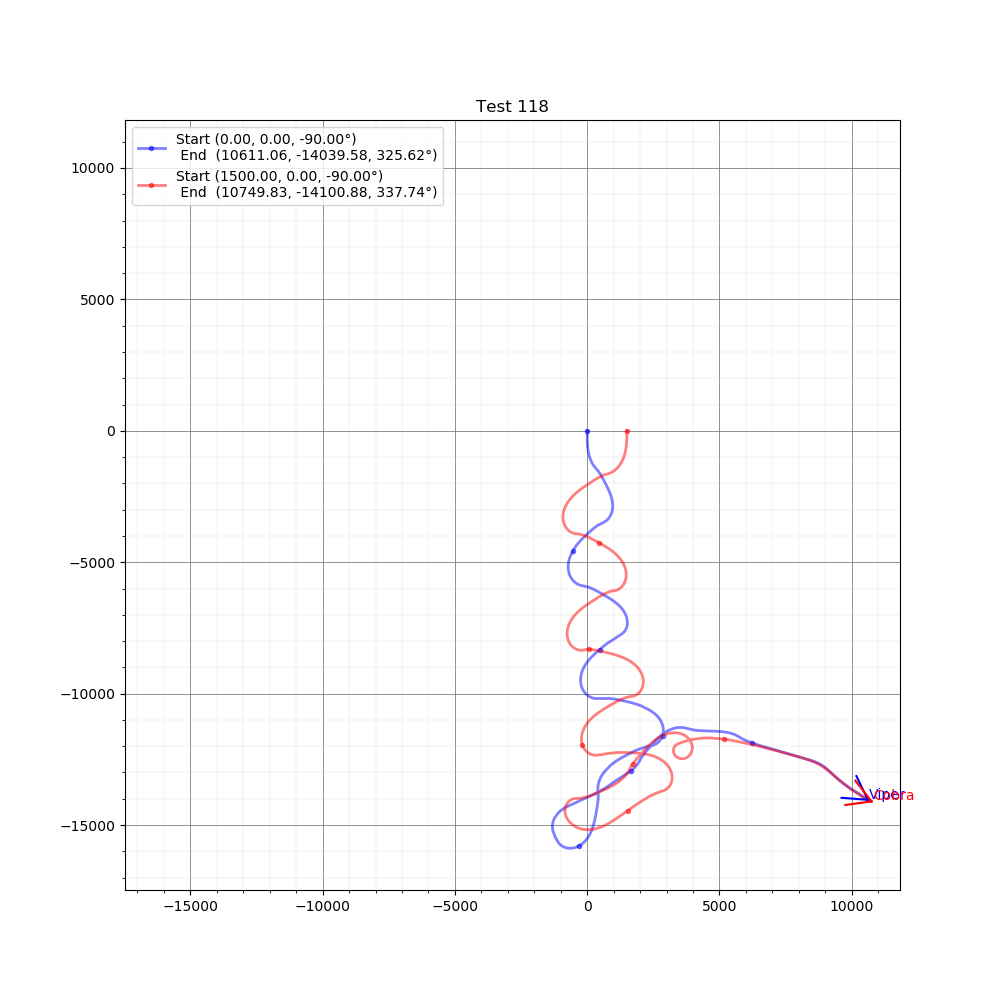 Test 118
Start (0.00, 0.00, -90.00°)
End (10611.06, -14039.58, 325.62°)
Start (1500.00, 0.00, -90.00°)
End (10749.83, -14100.88, 337.74°)
10000
5000
0
−5000
−10000
−15000
Viper
−15000 −10000 −5000 0 5000 10000